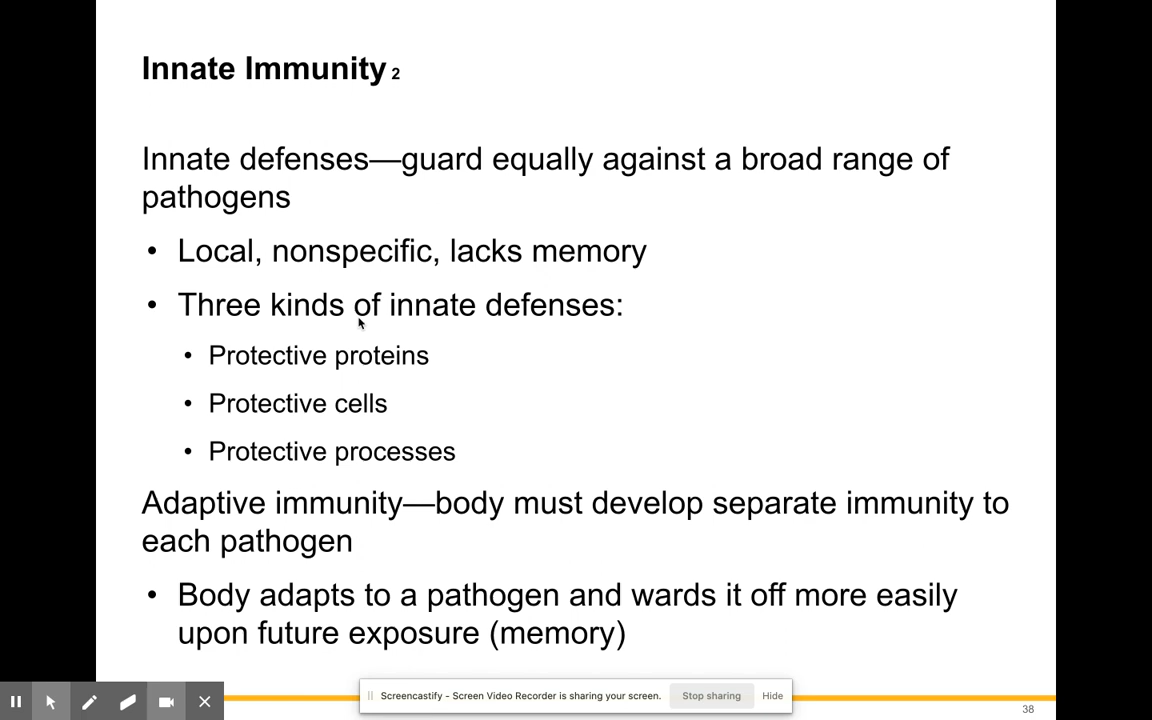 Innate Immunity 2
Innate defenses—guard equally against a broad range of
pathogens
• Local, nonspecific, lacks memory
• Three kinds of innate defenses:
• Protective proteins
• Protective cells
• Protective processes
Adaptive immunity—body must develop separate immunity to
each pathogen
• Body adapts to a pathogen and wards it off more easily
upon future exposure (memory)
Screencastify - Screen Video Recorder is sharing your screen. Stop sharing Hide
38